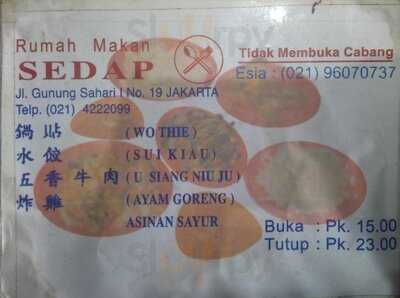 Rumah Makan
SEDAP
Tidak Membuka Cabang
Esia : (021) 96070737
Jl. Gunung Sahari I No. 19 JAKARTA
Telp. (021) 4222099
鍋貼 (WO THIE)
水餃 (SUI KIAU)
五香牛肉 (U SIANG NIU JU)
炸雞 (AYAM GORENG)
ASINAN SAYUR
Buka : Pk. 15.00
Tutup : Pk. 23.00